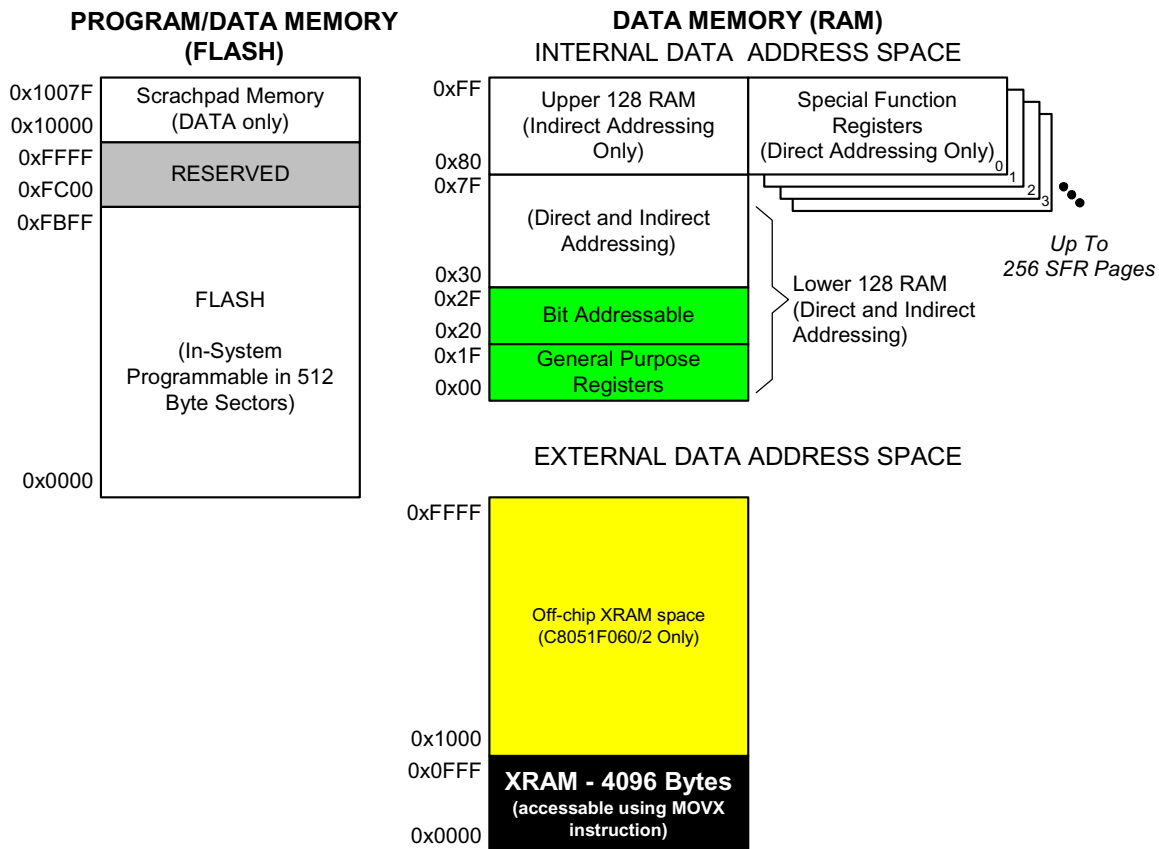 PROGRAM/DATA MEMORY
(FLASH)
0x1007F
Scrachpad Memory
(DATA only)
0x10000
0xFFFF
RESERVED
0xFC00
0xFBFF
FLASH
(In-System
Programmable in 512
Byte Sectors)
0x0000
DATA MEMORY (RAM)
INTERNAL DATA ADDRESS SPACE
0xFF
Upper 128 RAM
(Indirect Addressing
Only)
0x80
Special Function
Registers
(Direct Addressing Only)
0
1
2
3
Up To
256 SFR Pages
0x7F
(Direct and Indirect
Addressing)
0x30
0x2F
Bit Addressable
0x20
0x1F
General Purpose
Registers
0x00
Lower 128 RAM
(Direct and Indirect
Addressing)
EXTERNAL DATA ADDRESS SPACE
0xFFFF
Off-chip XRAM space
(C8051F060/2 Only)
0x1000
0x0FFF
XRAM - 4096 Bytes
(accessable using MOVX
instruction)
0x0000